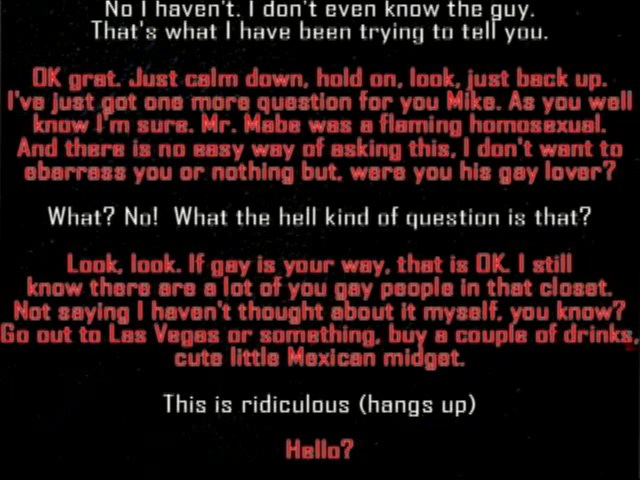 No I haven't. I don't even know the guy.
That's what I have been trying to tell you.
OK grat. Just calm down, hold on, look, just back up.
I've just got one more question for you Mike. As you well
know I'm sure. Mr. Mabe was a flaming homosexual.
And there is no easy way of asking this, I don't want to
ebarrass you or nothing but, were you his gay lover?
What? No!  What the hell kind of question is that?
Look, look. If gay is your way, that is OK. I still
know there are a lot of you gay people in that closet.
Not saying I haven't thought about it myself, you know?
Go out to Las Vegas or something, buy a couple of drinks,
cute little Mexican midget.
This is ridiculous (hangs up)
Hello?